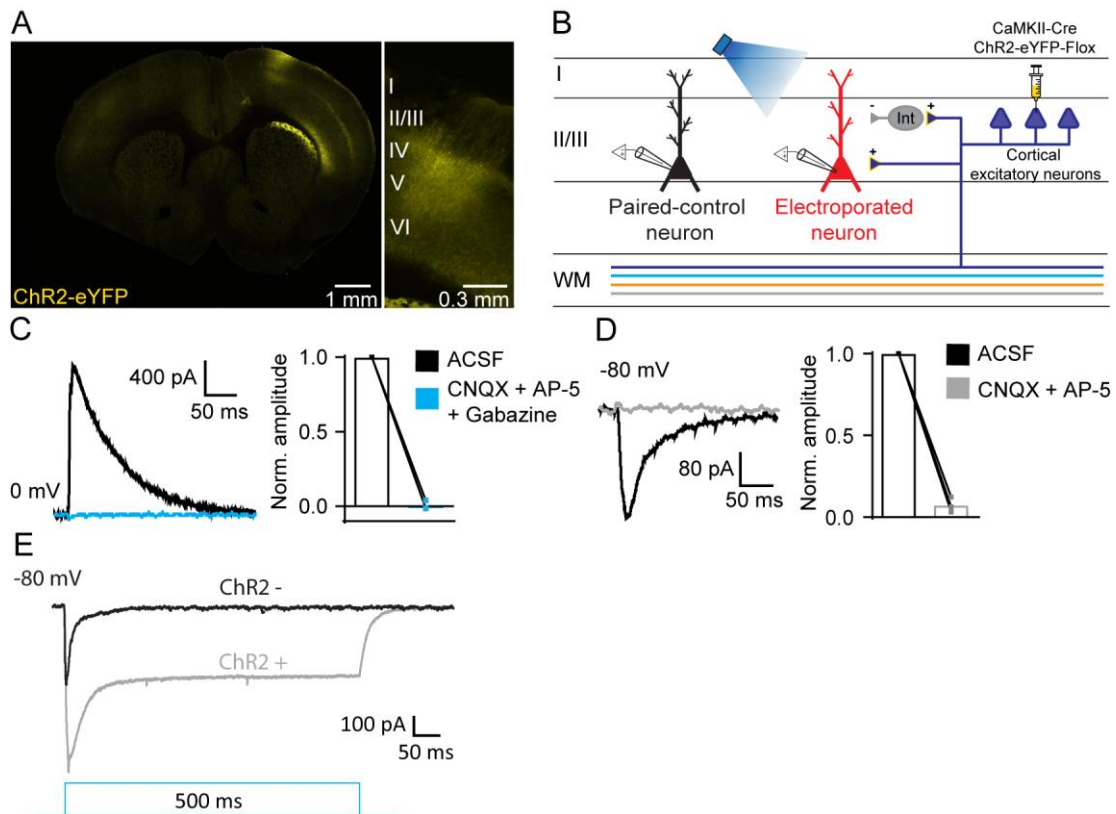 A
I
II/III
IV
V
VI
ChR2-eYFP
1 mm
0.3 mm
B
CaMKII-Cre
ChR2-eYFP-Flox
I
II/III
- Int +
+
Cortical
excitatory neurons
Paired-control
neuron
Electroporated
neuron
WM
C
400 pA
50 ms
0 mV
Norm. amplitude
1.0
0.5
0.0
ACSF
CNQX + AP-5
+ Gabazine
D
-80 mV
80 pA
50 ms
Norm. amplitude
1.0
0.5
0.0
ACSF
CNQX + AP-5
E
-80 mV
ChR2 -
ChR2 +
100 pA
50 ms
500 ms